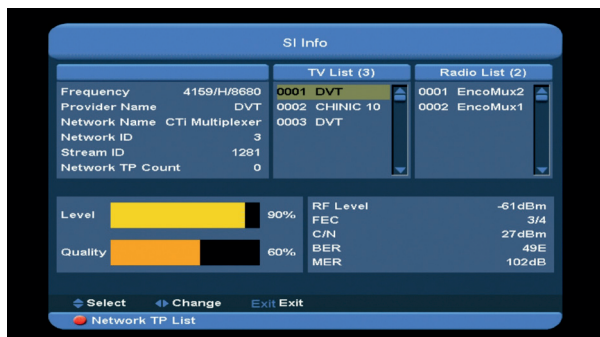 SI Info
TV List (3)
Radio List (2)
Frequency 4159/H/8680
Provider Name DVT
Network Name CTi Multiplexer
Network ID 3
Stream ID 1281
Network TP Count 0
0001 DVT
0002 CHINIC 10
0003 DVT
0001 EncoMux2
0002 EncoMux1
Level 90%
Quality 60%
RF Level -61dBm
FEC 3/4
C/N 27dBm
BER 49E
MER 102dB
Select Change Exit Exit
Network TP List